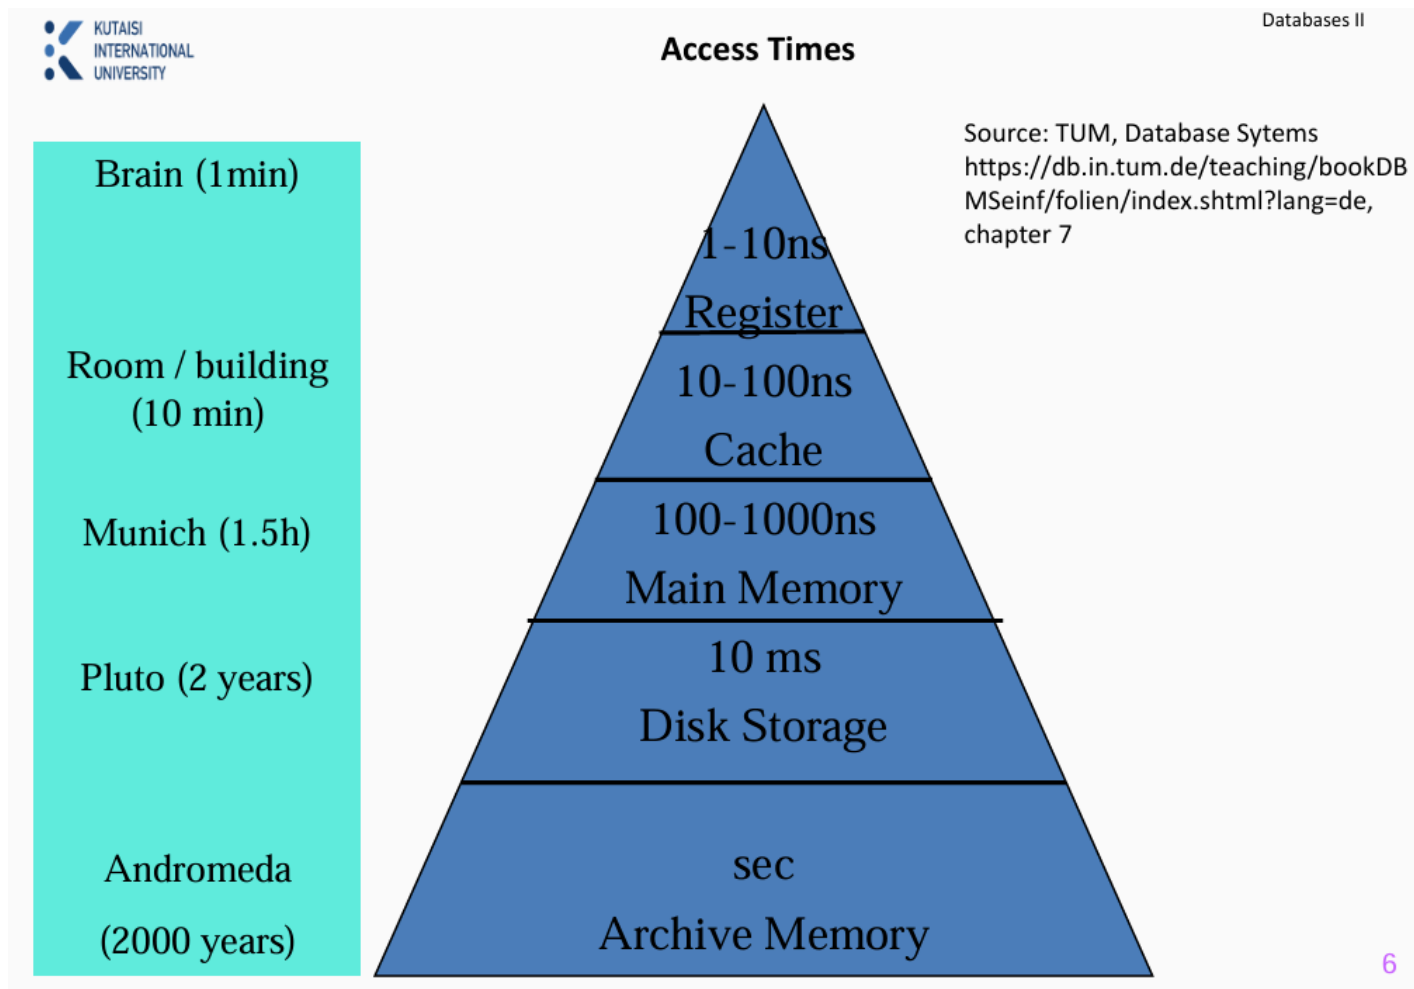 KUTAISI
INTERNATIONAL
UNIVERSITY
Databases II
Access Times
Source: TUM, Database Sytems
https://db.in.tum.de/teaching/bookDB
MSeinf/folien/index.shtml?lang=de,
chapter 7
Brain (1min)
Room / building
(10 min)
Munich (1.5h)
Pluto (2 years)
Andromeda
(2000 years)
1-10ns
Register
10-100ns
Cache
100-1000ns
Main Memory
10 ms
Disk Storage
sec
Archive Memory
6